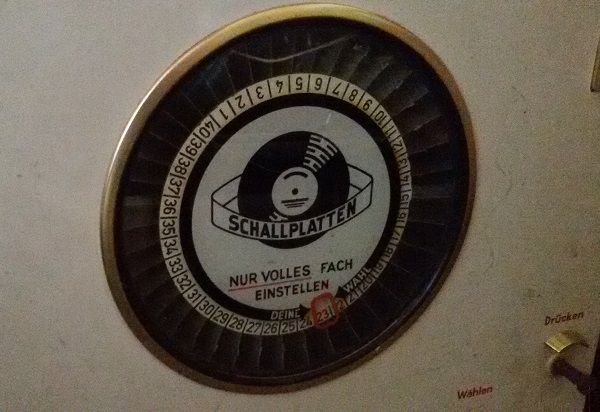 1 2 3 4 5 6 7 8 9 10 11 12 13 14 15 16 17
40 39 38 37 36 35 34 33 32 31 30 29 28 27 26 25 24 23
SCHALLPLATTEN
NUR VOLLES FACH
EINSTELLEN
DEINE WAHL
Drücken
Wählen